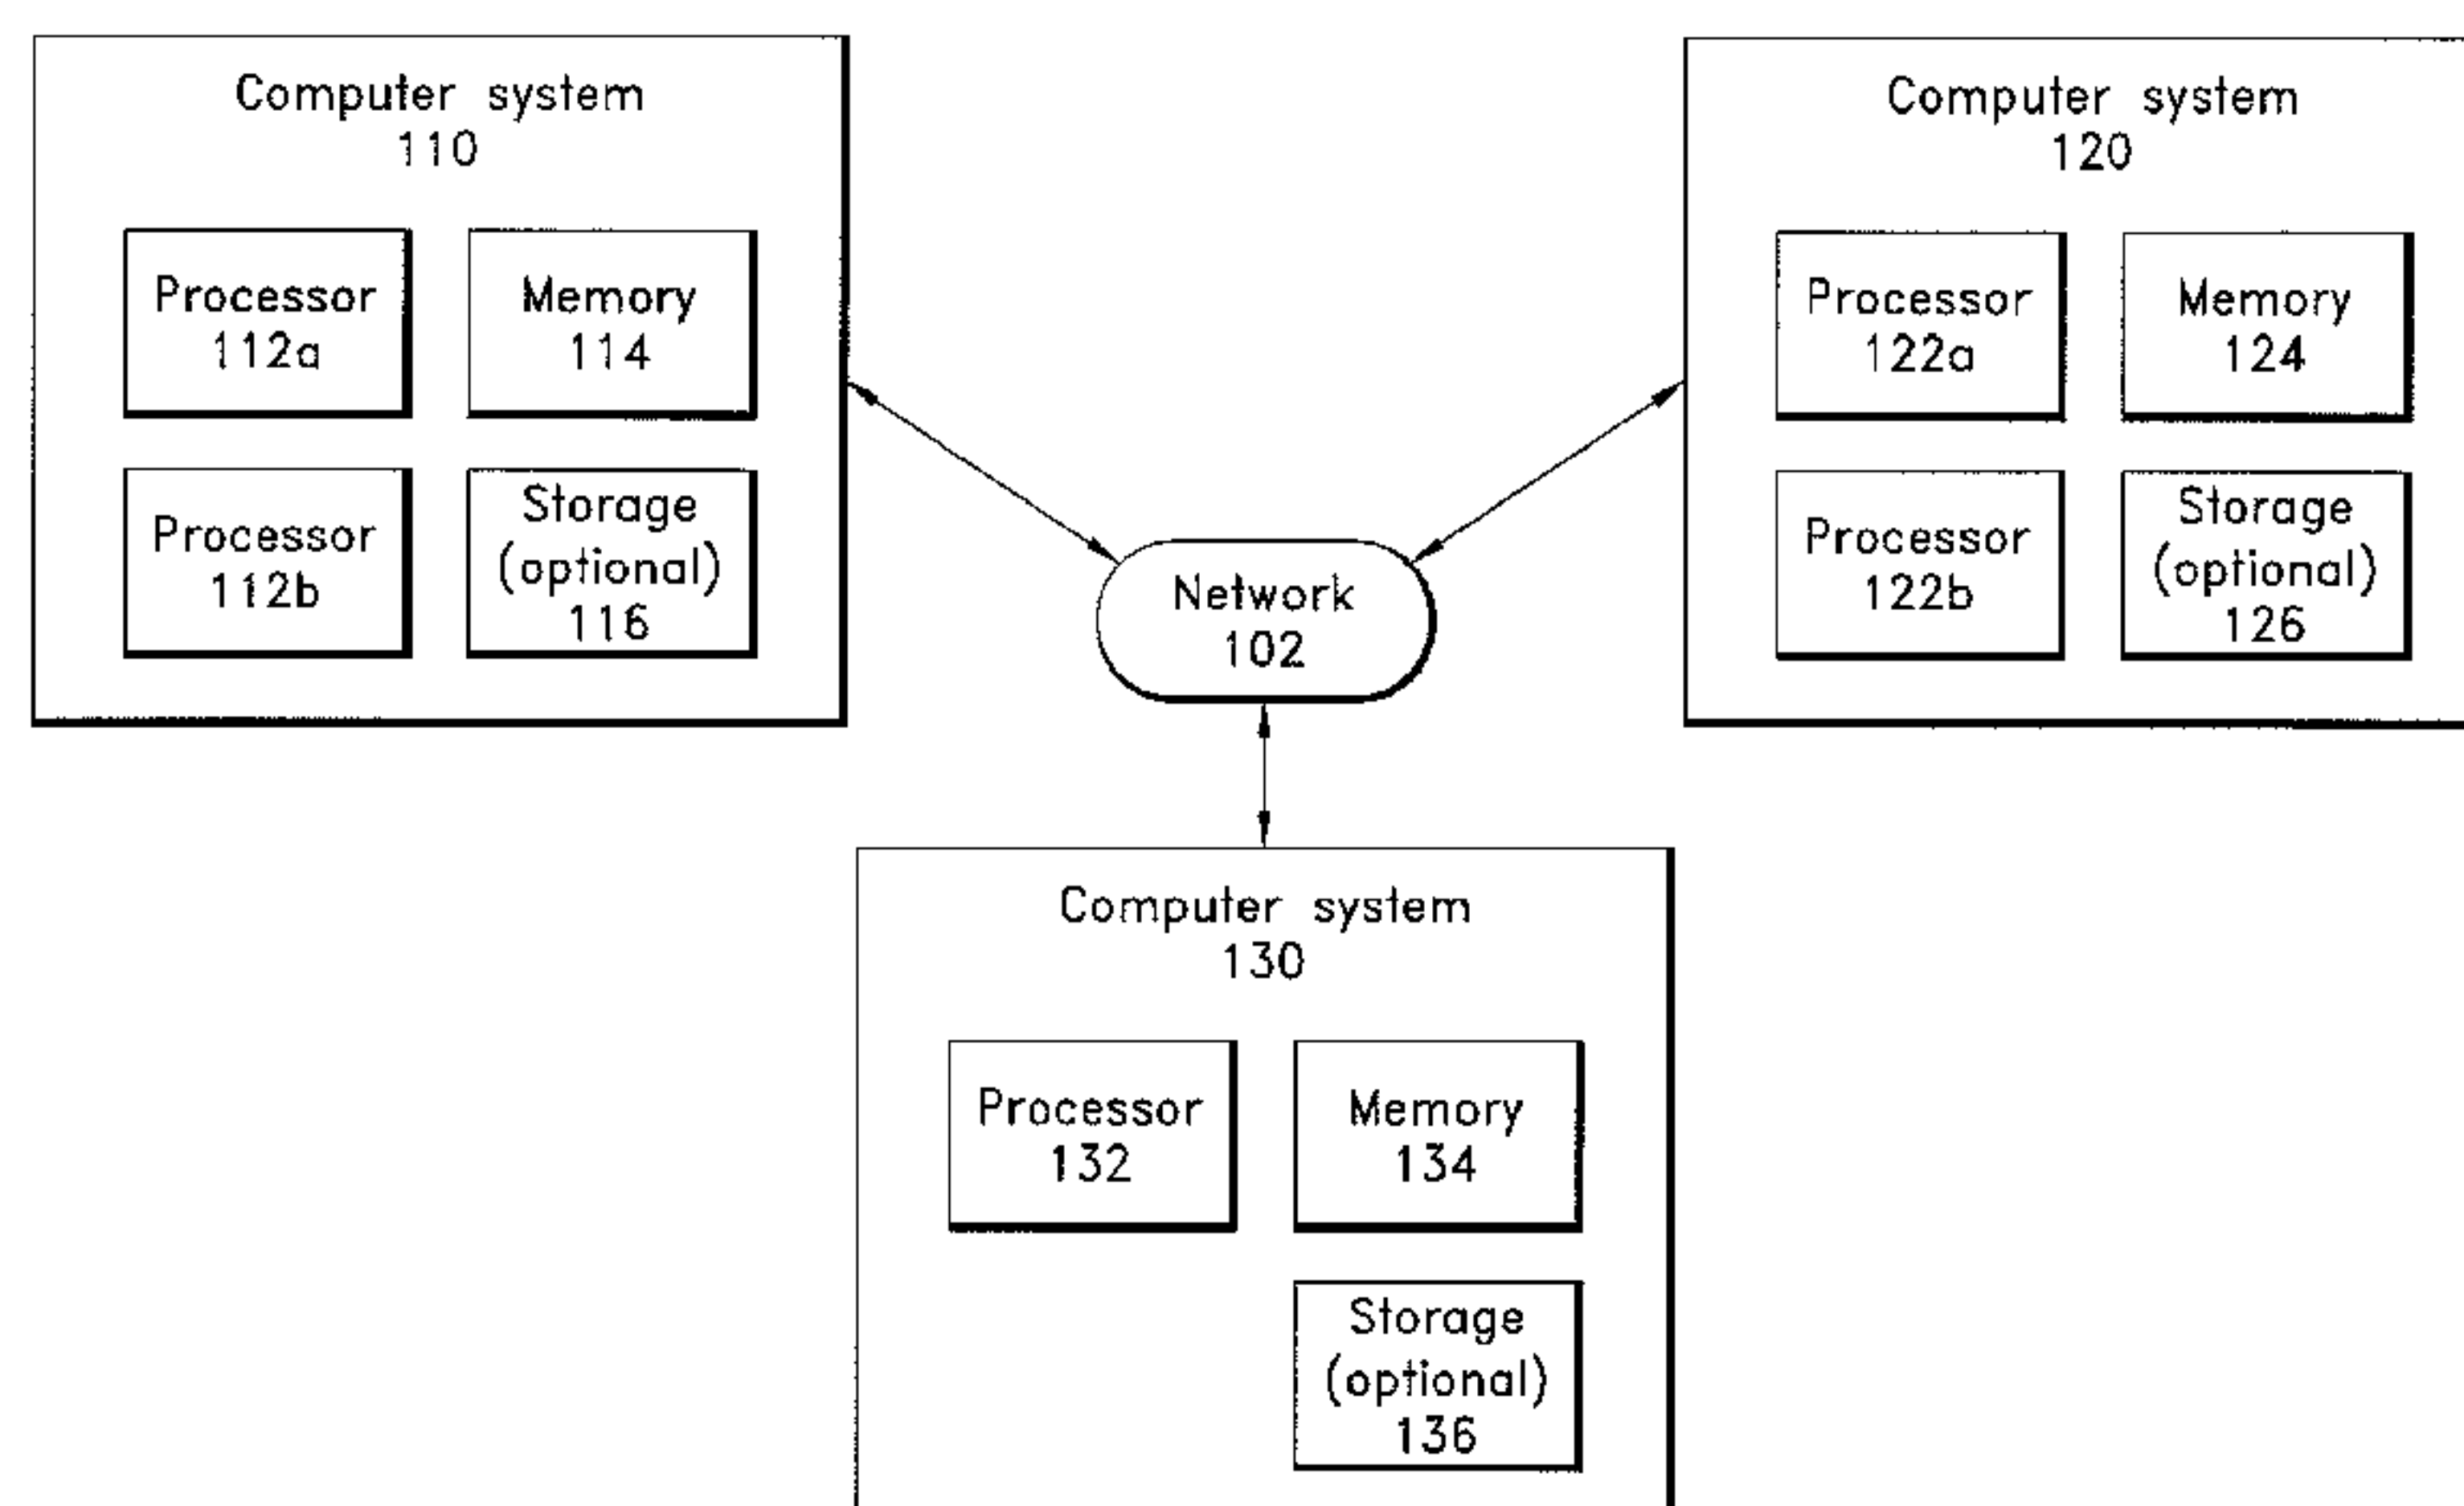 Computer system
110
Processor
112a
Memory
114
Processor
112b
Storage
(optional)
116
Computer system
120
Processor
122a
Memory
124
Processor
122b
Storage
(optional)
126
Network
102
Computer system
130
Processor
132
Memory
134
Storage
(optional)
136